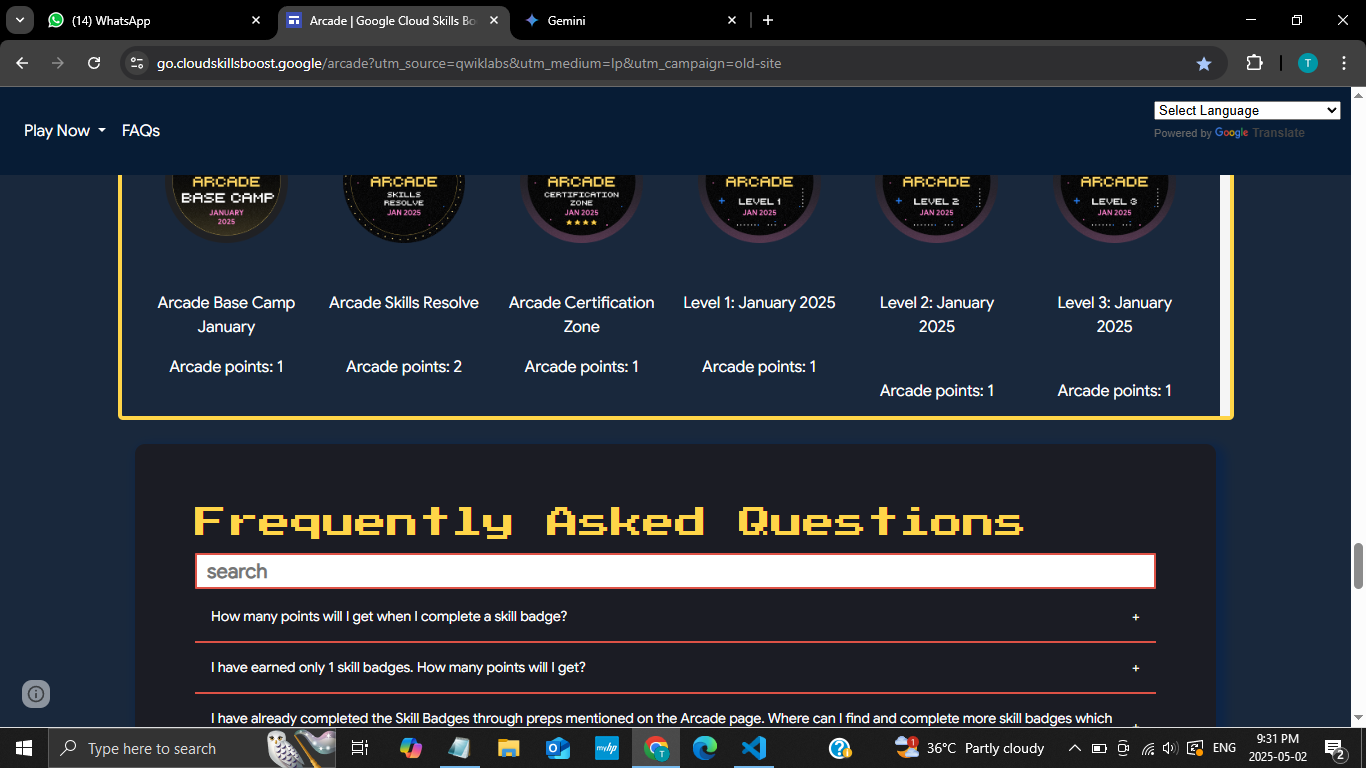 (14) WhatsApp
Arcade | Google Cloud Skills Bo
Gemini
go.cloudskillsboost.google/arcade?utm_source=qwiklabs&utm_medium=lp&utm_campaign=old-site
T
Play Now
FAQs
Select Language
Powered by Google Translate
ARCADE
BASE CAMP
JANUARY
2025
ARCADE
SKILLS
RESOLVE
JAN 2025
ARCADE
CERTIFICATION
ZONE
JAN 2025
ARCADE
LEVEL 1
JAN 2025
ARCADE
LEVEL 2
JAN 2025
ARCADE
LEVEL 3
JAN 2025
Arcade Base Camp
January
Arcade points: 1
Arcade Skills Resolve
Arcade points: 2
Arcade Certification
Zone
Arcade points: 1
Level 1: January 2025
Arcade points: 1
Level 2: January
2025
Arcade points: 1
Level 3: January
2025
Arcade points: 1
Frequently Asked Questions
search
How many points will I get when I complete a skill badge?
+
I have earned only 1 skill badges. How many points will I get?
+
I have already completed the Skill Badges through preps mentioned on the Arcade page. Where can I find and complete more skill badges which
Type here to search
myhp
T
1
36°C Partly cloudy
ENG
9:31 PM
2025-05-02
2